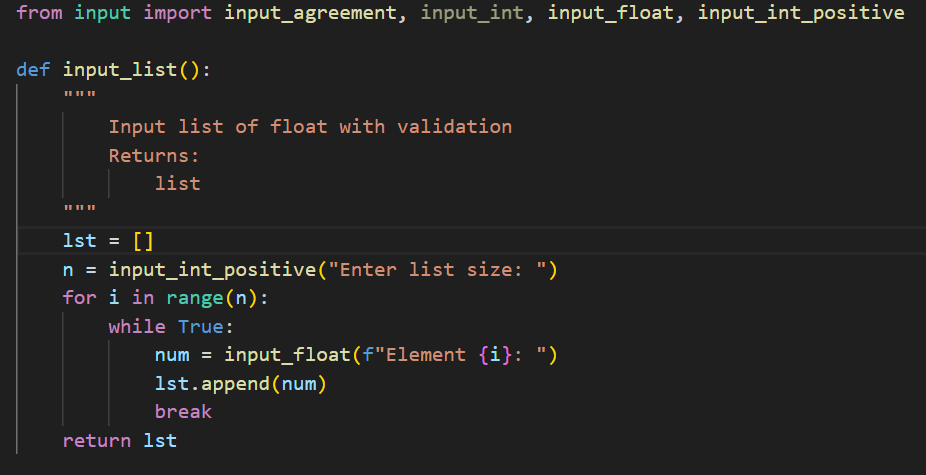 from input import input_agreement, input_int, input_float, input_int_positive
def input_list():
    """
        Input list of float with validation
        Returns:
            list
    """
    lst = []
    n = input_int_positive("Enter list size: ")
    for i in range(n):
        while True:
            num = input_float(f"Element {i}: ")
            lst.append(num)
            break
    return lst